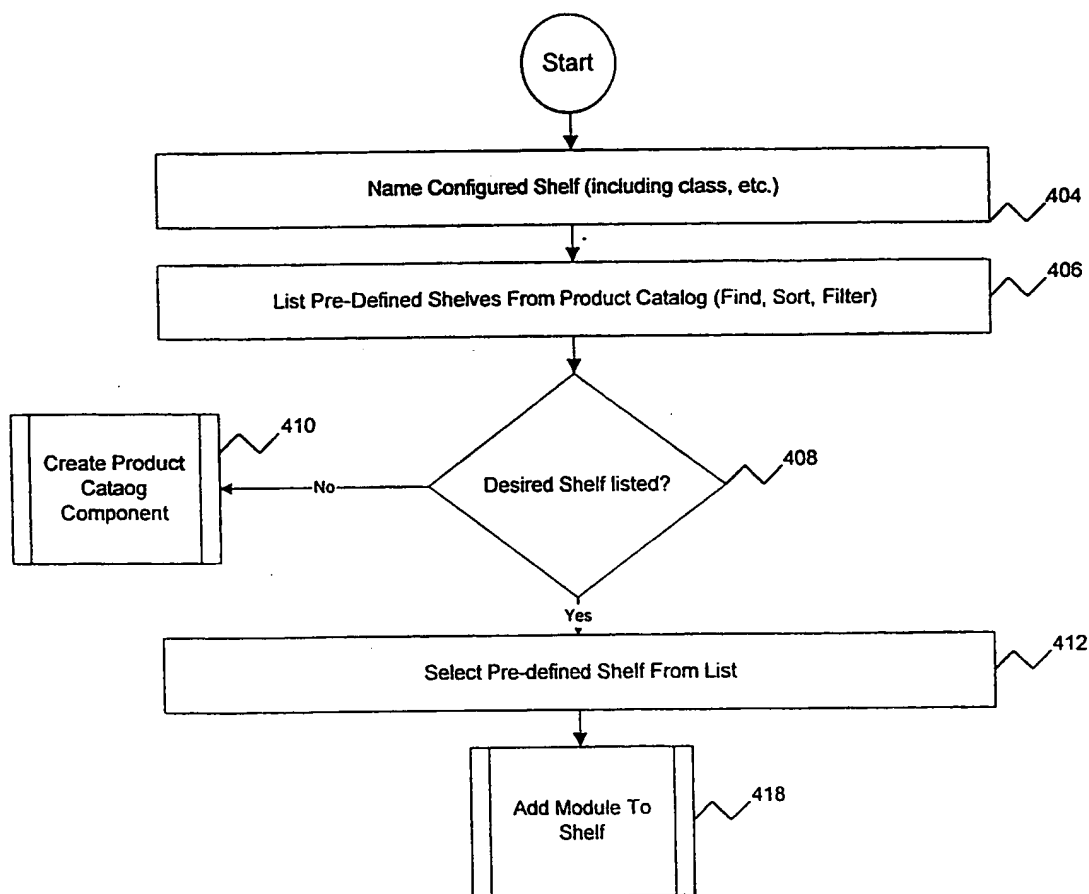 Start
Name Configured Shelf (including class, etc.)
404
List Pre-Defined Shelves From Product Catalog (Find, Sort, Filter)
406
Desired Shelf listed?
408
No
410
Create Product
Cataog
Component
Yes
Select Pre-defined Shelf From List
412
Add Module To
Shelf
418